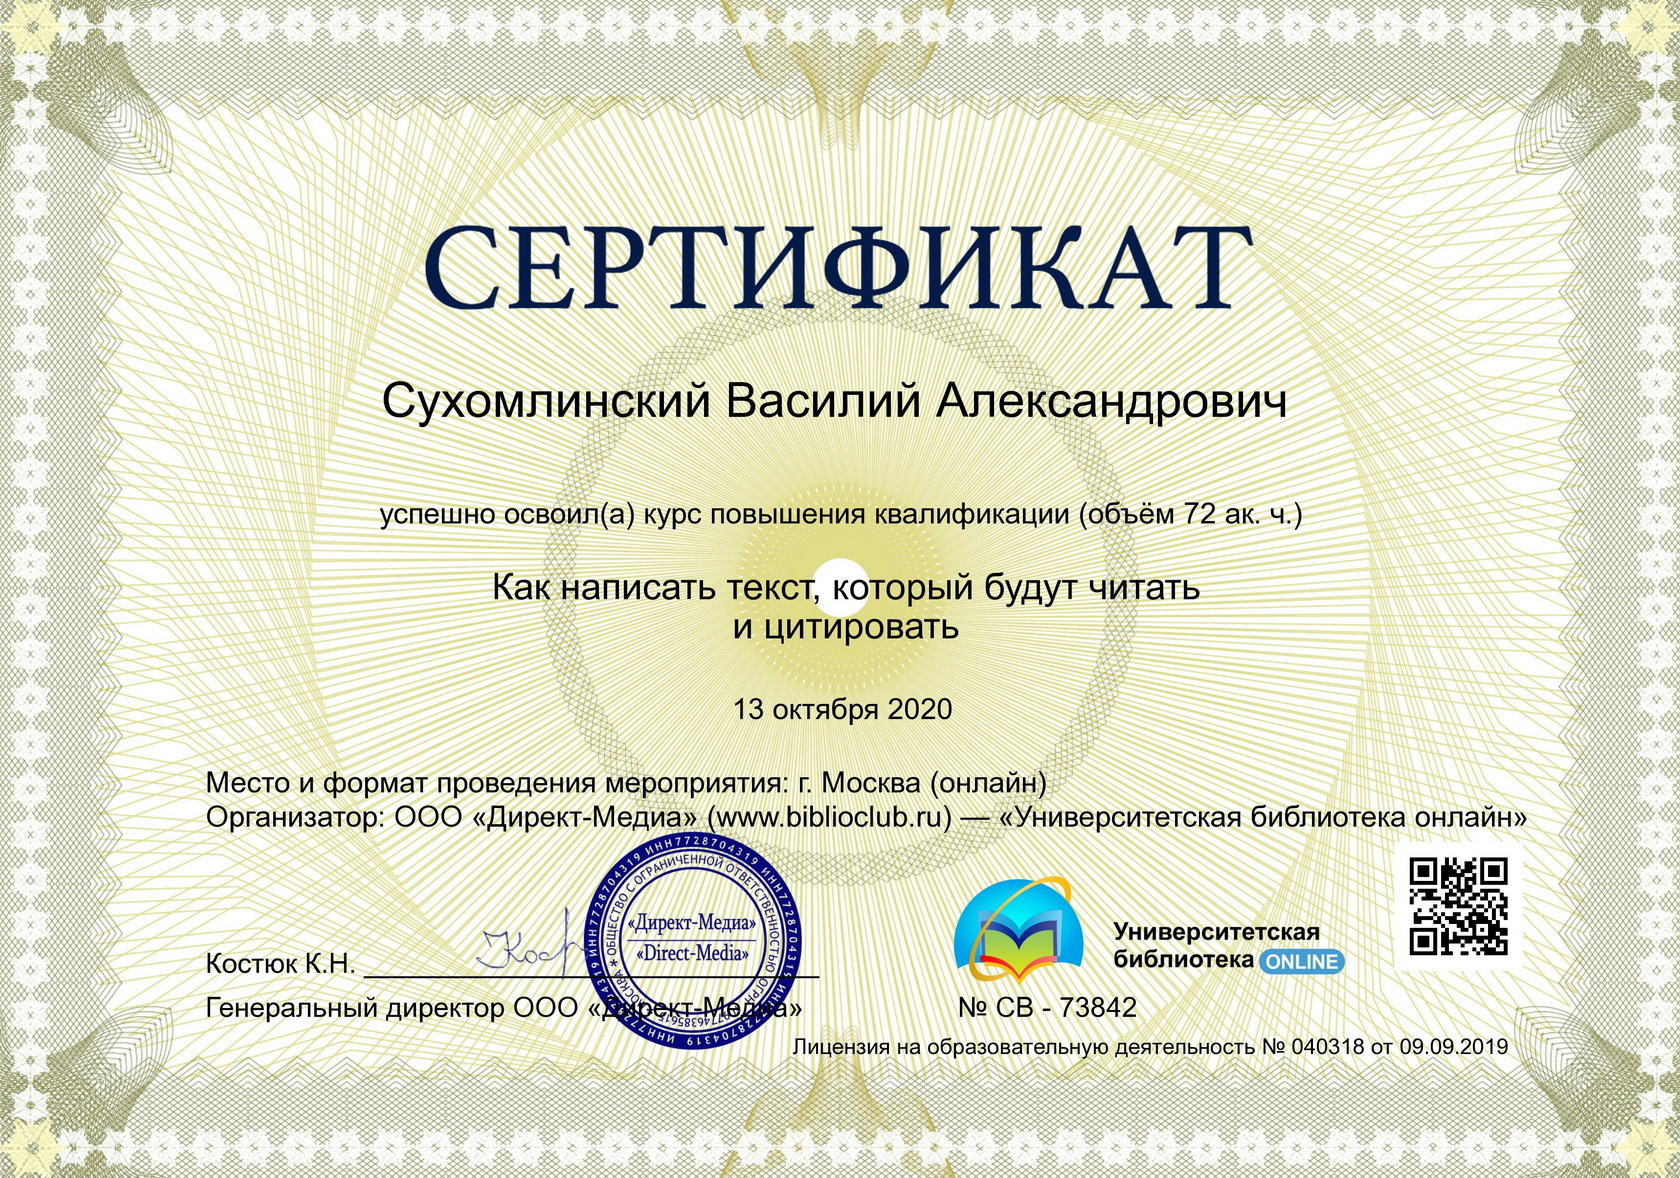 СЕРТИФИКАТ
Сухомлинский Василий Александрович
успешно освоил(а) курс повышения квалификации (объём 72 ак. ч.)
Как написать текст, который будут читать
и цитировать
13 октября 2020
Место и формат проведения мероприятия: г. Москва (онлайн)
Организатор: ООО «Директ-Медиа» (www.biblioclub.ru) — «Университетская библиотека онлайн»
ИНН7728704319 ИНН7728704319 ИНН7728704319 ИНН7728704319
ОБЩЕСТВО С ОГРАНИЧЕННОЙ ОТВЕТСТВЕННОСТЬЮ ОГРН
* МОСКВА *
«Директ-Медиа»
«Direct-Media»
Университетская
библиотека ONLINE
Костюк К.Н.
Генеральный директор ООО «Директ-Медиа»
№ СВ - 73842
Лицензия на образовательную деятельность № 040318 от 09.09.2019